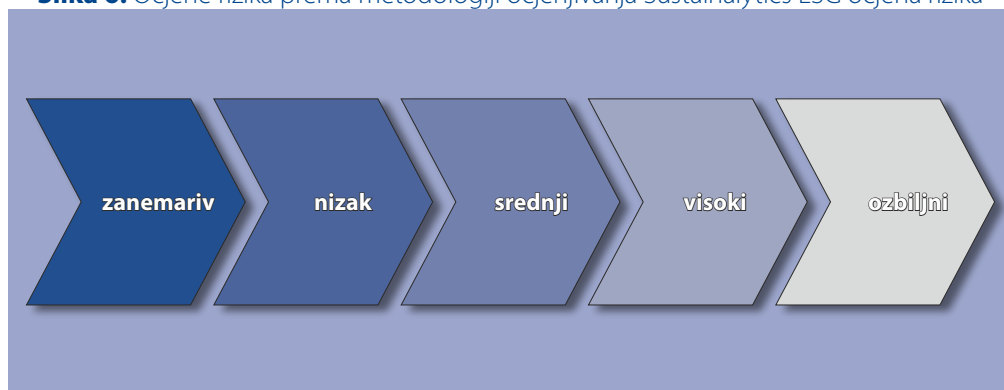 Slika 6. Ocjene rizika prema metodologiji ocjenjivanja Sustainalytics ESG ocjena rizika
zanemariv
nizak
srednji
visoki
ozbiljni